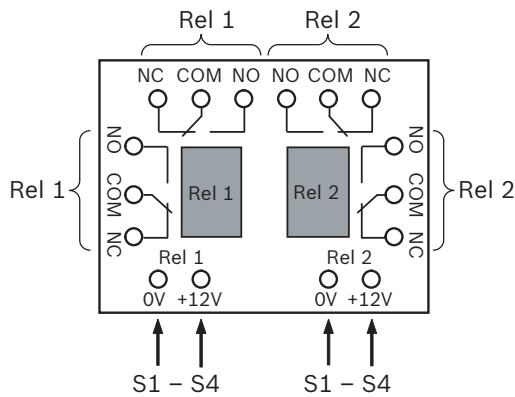 Rel 1 Rel 2
NC COM NO NO COM NC
NO NO
Rel 1 COM Rel 1 Rel 2 COM Rel 2
NC NC
Rel 1 Rel 2
0V +12V 0V +12V
S1 – S4 S1 – S4